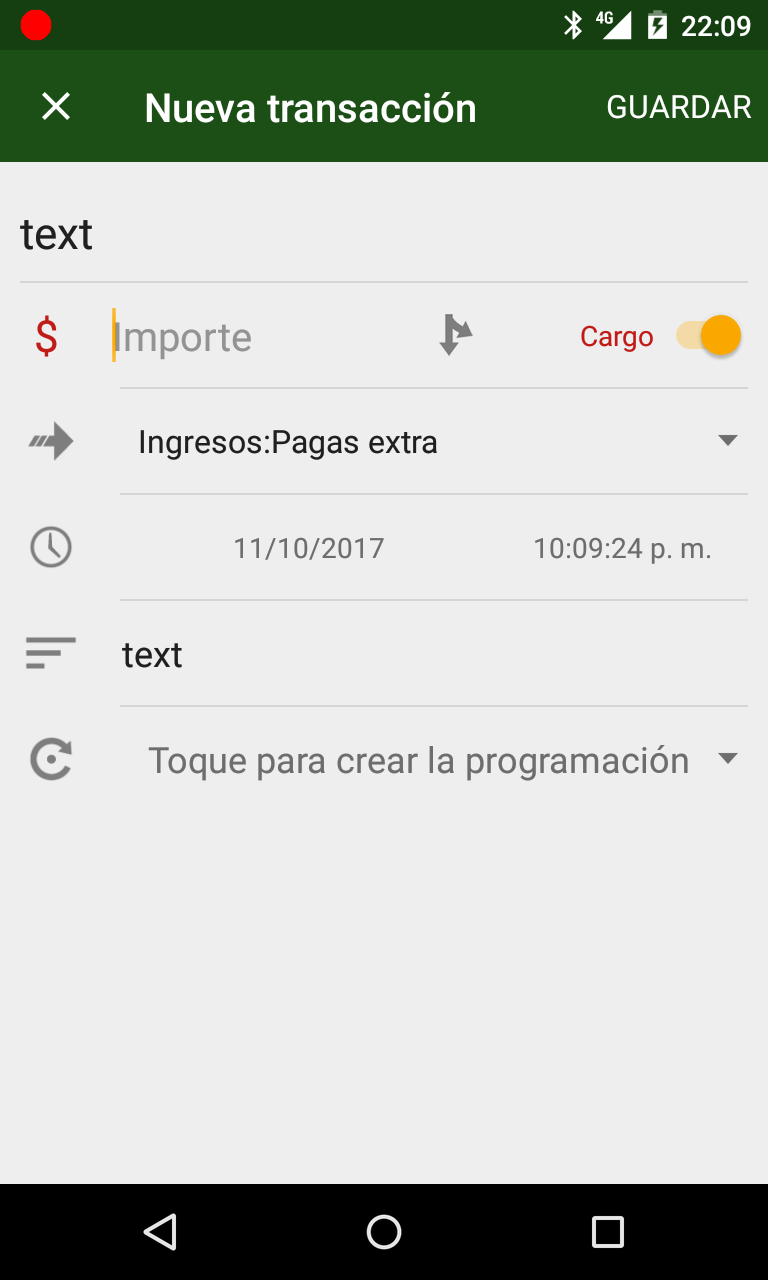 4G 22:09
Nueva transacción GUARDAR
text
$ Importe Cargo
Ingresos:Pagas extra
11/10/2017 10:09:24 p. m.
text
Toque para crear la programación